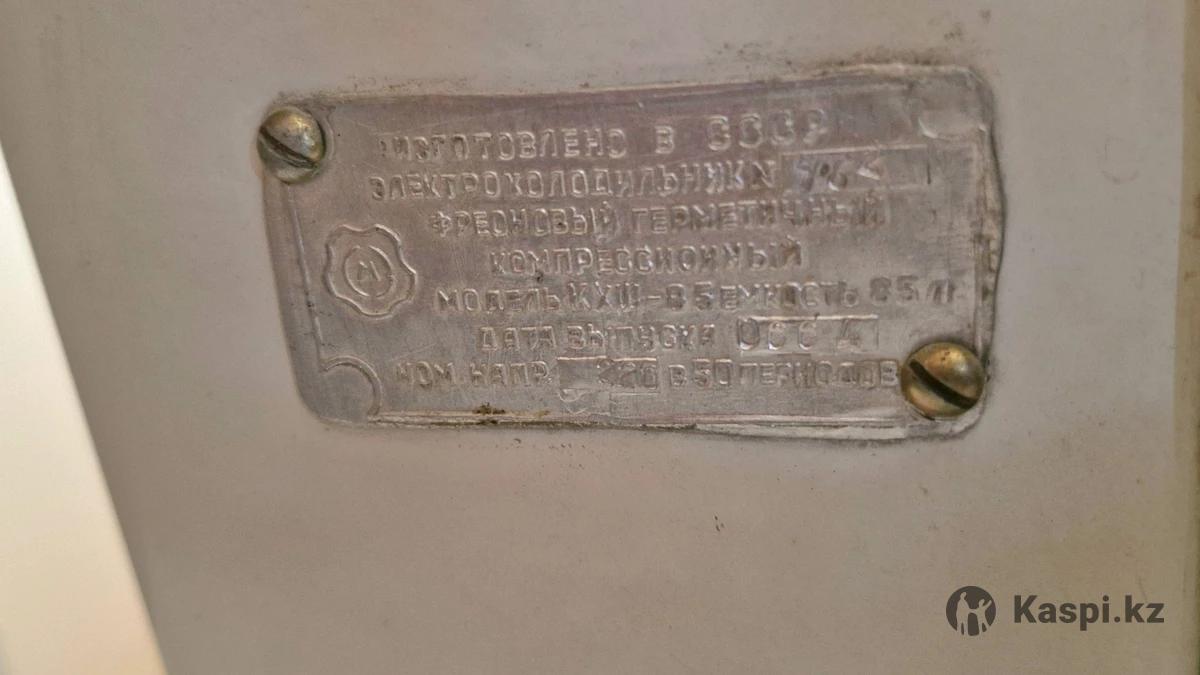 ИЗГОТОВЛЕНО В СССР
ЭЛЕКТРОХОЛОДИЛЬНИК №
ФРЕОНОВЫЙ ГЕРМЕТИЧНЫЙ
КОМПРЕССИОННЫЙ
МОДЕЛЬ КХШ-85 ЕМКОСТЬ 85 Л
ДАТА ВЫПУСКА
НОМ. НАПР. 220 В 50 ПЕРИОДОВ
Kaspi.kz